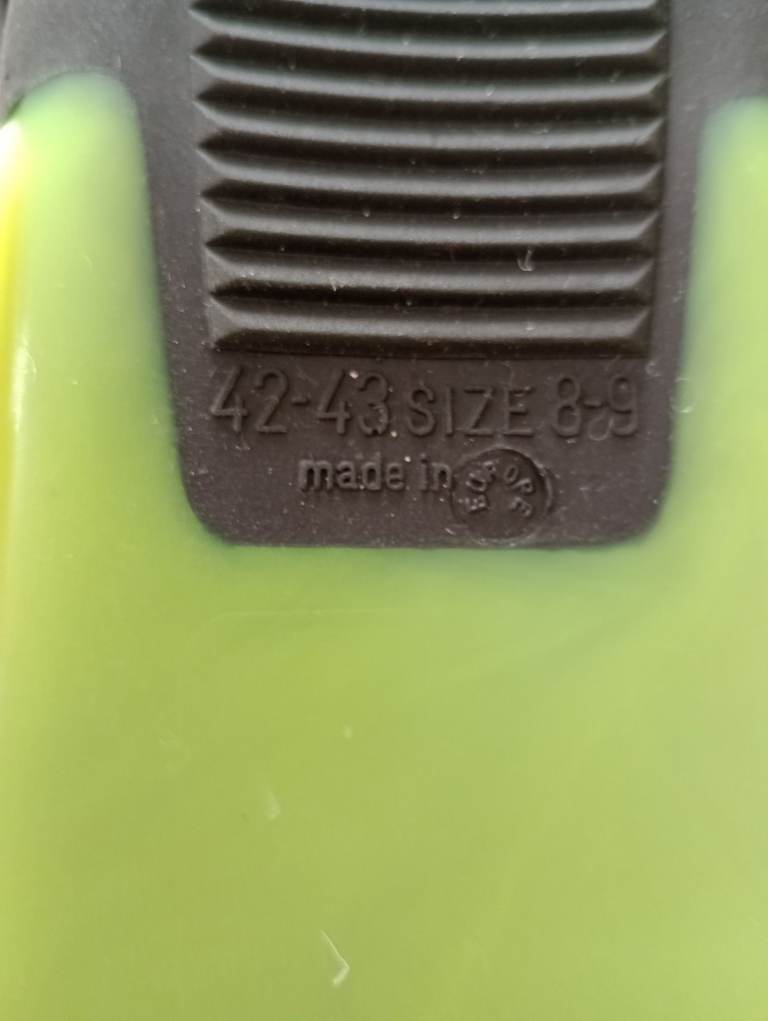 42-43 SIZE 8-9
made in EUROPE